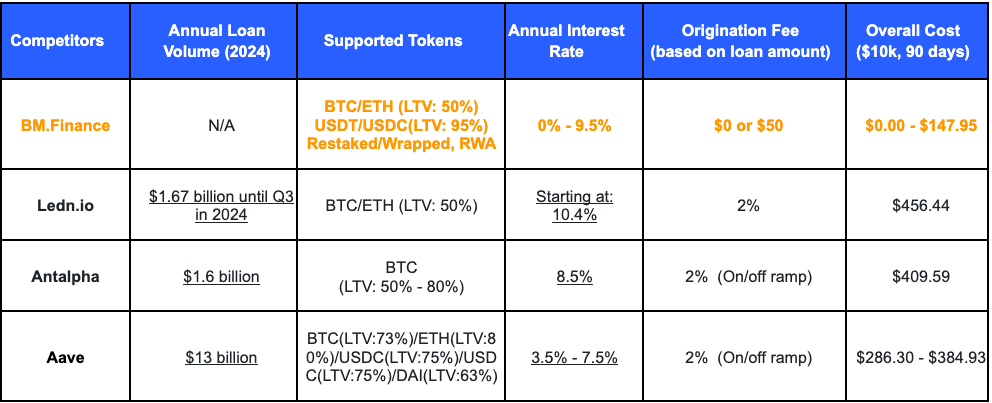 Competitors
Annual Loan
Volume (2024)
Supported Tokens
Annual Interest
Rate
Origination Fee
(based on loan amount)
Overall Cost
($10k, 90 days)
BM.Finance
N/A
BTC/ETH (LTV: 50%)
USDT/USDC(LTV: 95%)
Restaked/Wrapped, RWA
0% - 9.5%
$0 or $50
$0.00 - $147.95
Ledn.io
$1.67 billion until Q3
in 2024
BTC/ETH (LTV: 50%)
Starting at:
10.4%
2%
$456.44
Antalpha
$1.6 billion
BTC
(LTV: 50% - 80%)
8.5%
2% (On/off ramp)
$409.59
Aave
$13 billion
BTC(LTV:73%)/ETH(LTV:8
0%)/USDC(LTV:75%)/USD
C(LTV:75%)/DAI(LTV:63%)
3.5% - 7.5%
2% (On/off ramp)
$286.30 - $384.93